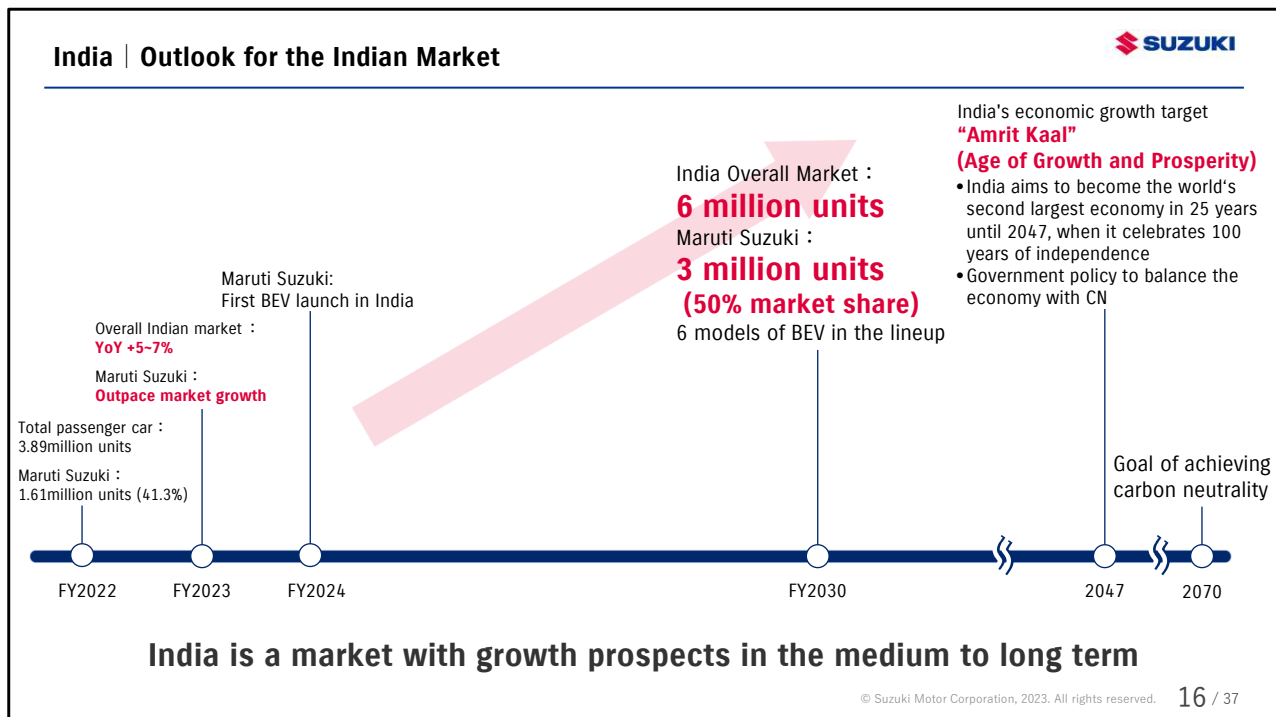 India | Outlook for the Indian Market
SUZUKI
India's economic growth target
“Amrit Kaal”
(Age of Growth and Prosperity)
•India aims to become the world‘s
second largest economy in 25 years
until 2047, when it celebrates 100
years of independence
•Government policy to balance the
economy with CN
India Overall Market：
6 million units
Maruti Suzuki：
3 million units
(50% market share)
6 models of BEV in the lineup
Maruti Suzuki:
First BEV launch in India
Overall Indian market：
YoY +5~7%
Maruti Suzuki：
Outpace market growth
Total passenger car：
3.89million units
Maruti Suzuki：
1.61million units (41.3%)
Goal of achieving
carbon neutrality
FY2022
FY2023
FY2024
FY2030
2047
2070
India is a market with growth prospects in the medium to long term
© Suzuki Motor Corporation, 2023. All rights reserved.
16 / 37